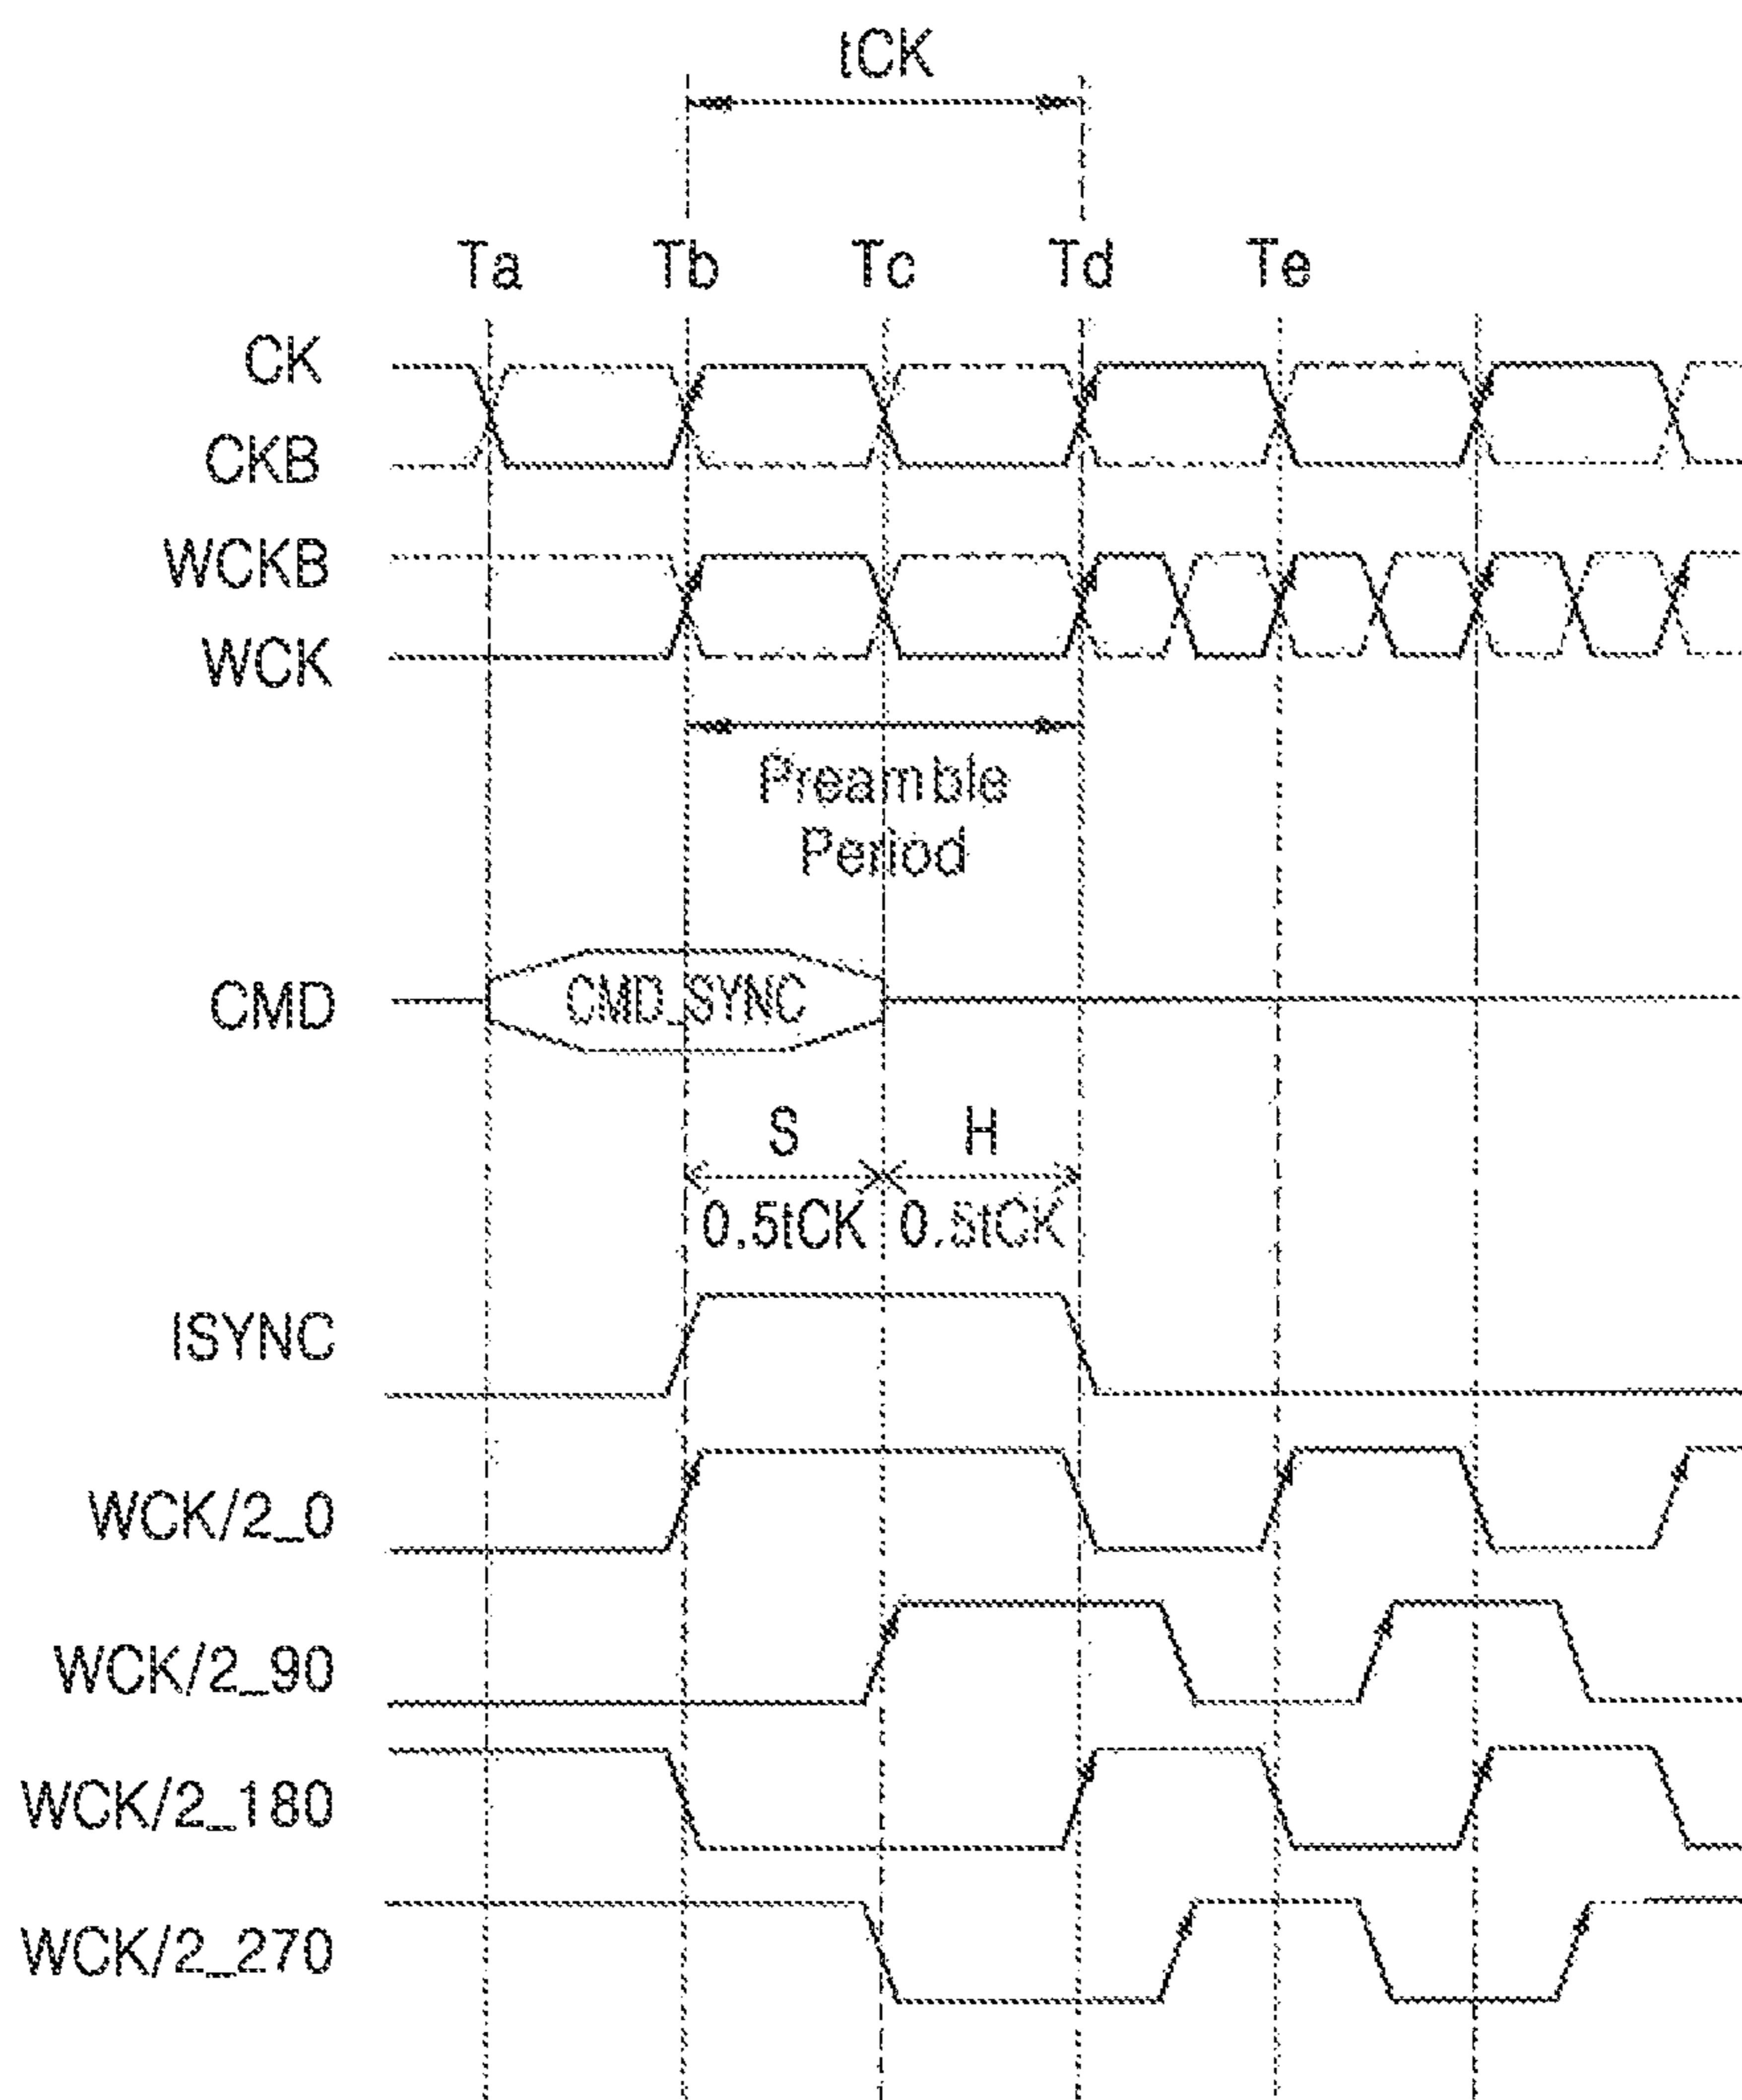 tCK
Ta Tb Tc Td Te
CK
CKB
WCKB
WCK
Preamble
Period
CMD CMD_SYNC
S H
0.5tCK 0.5tCK
ISYNC
WCK/2_0
WCK/2_90
WCK/2_180
WCK/2_270